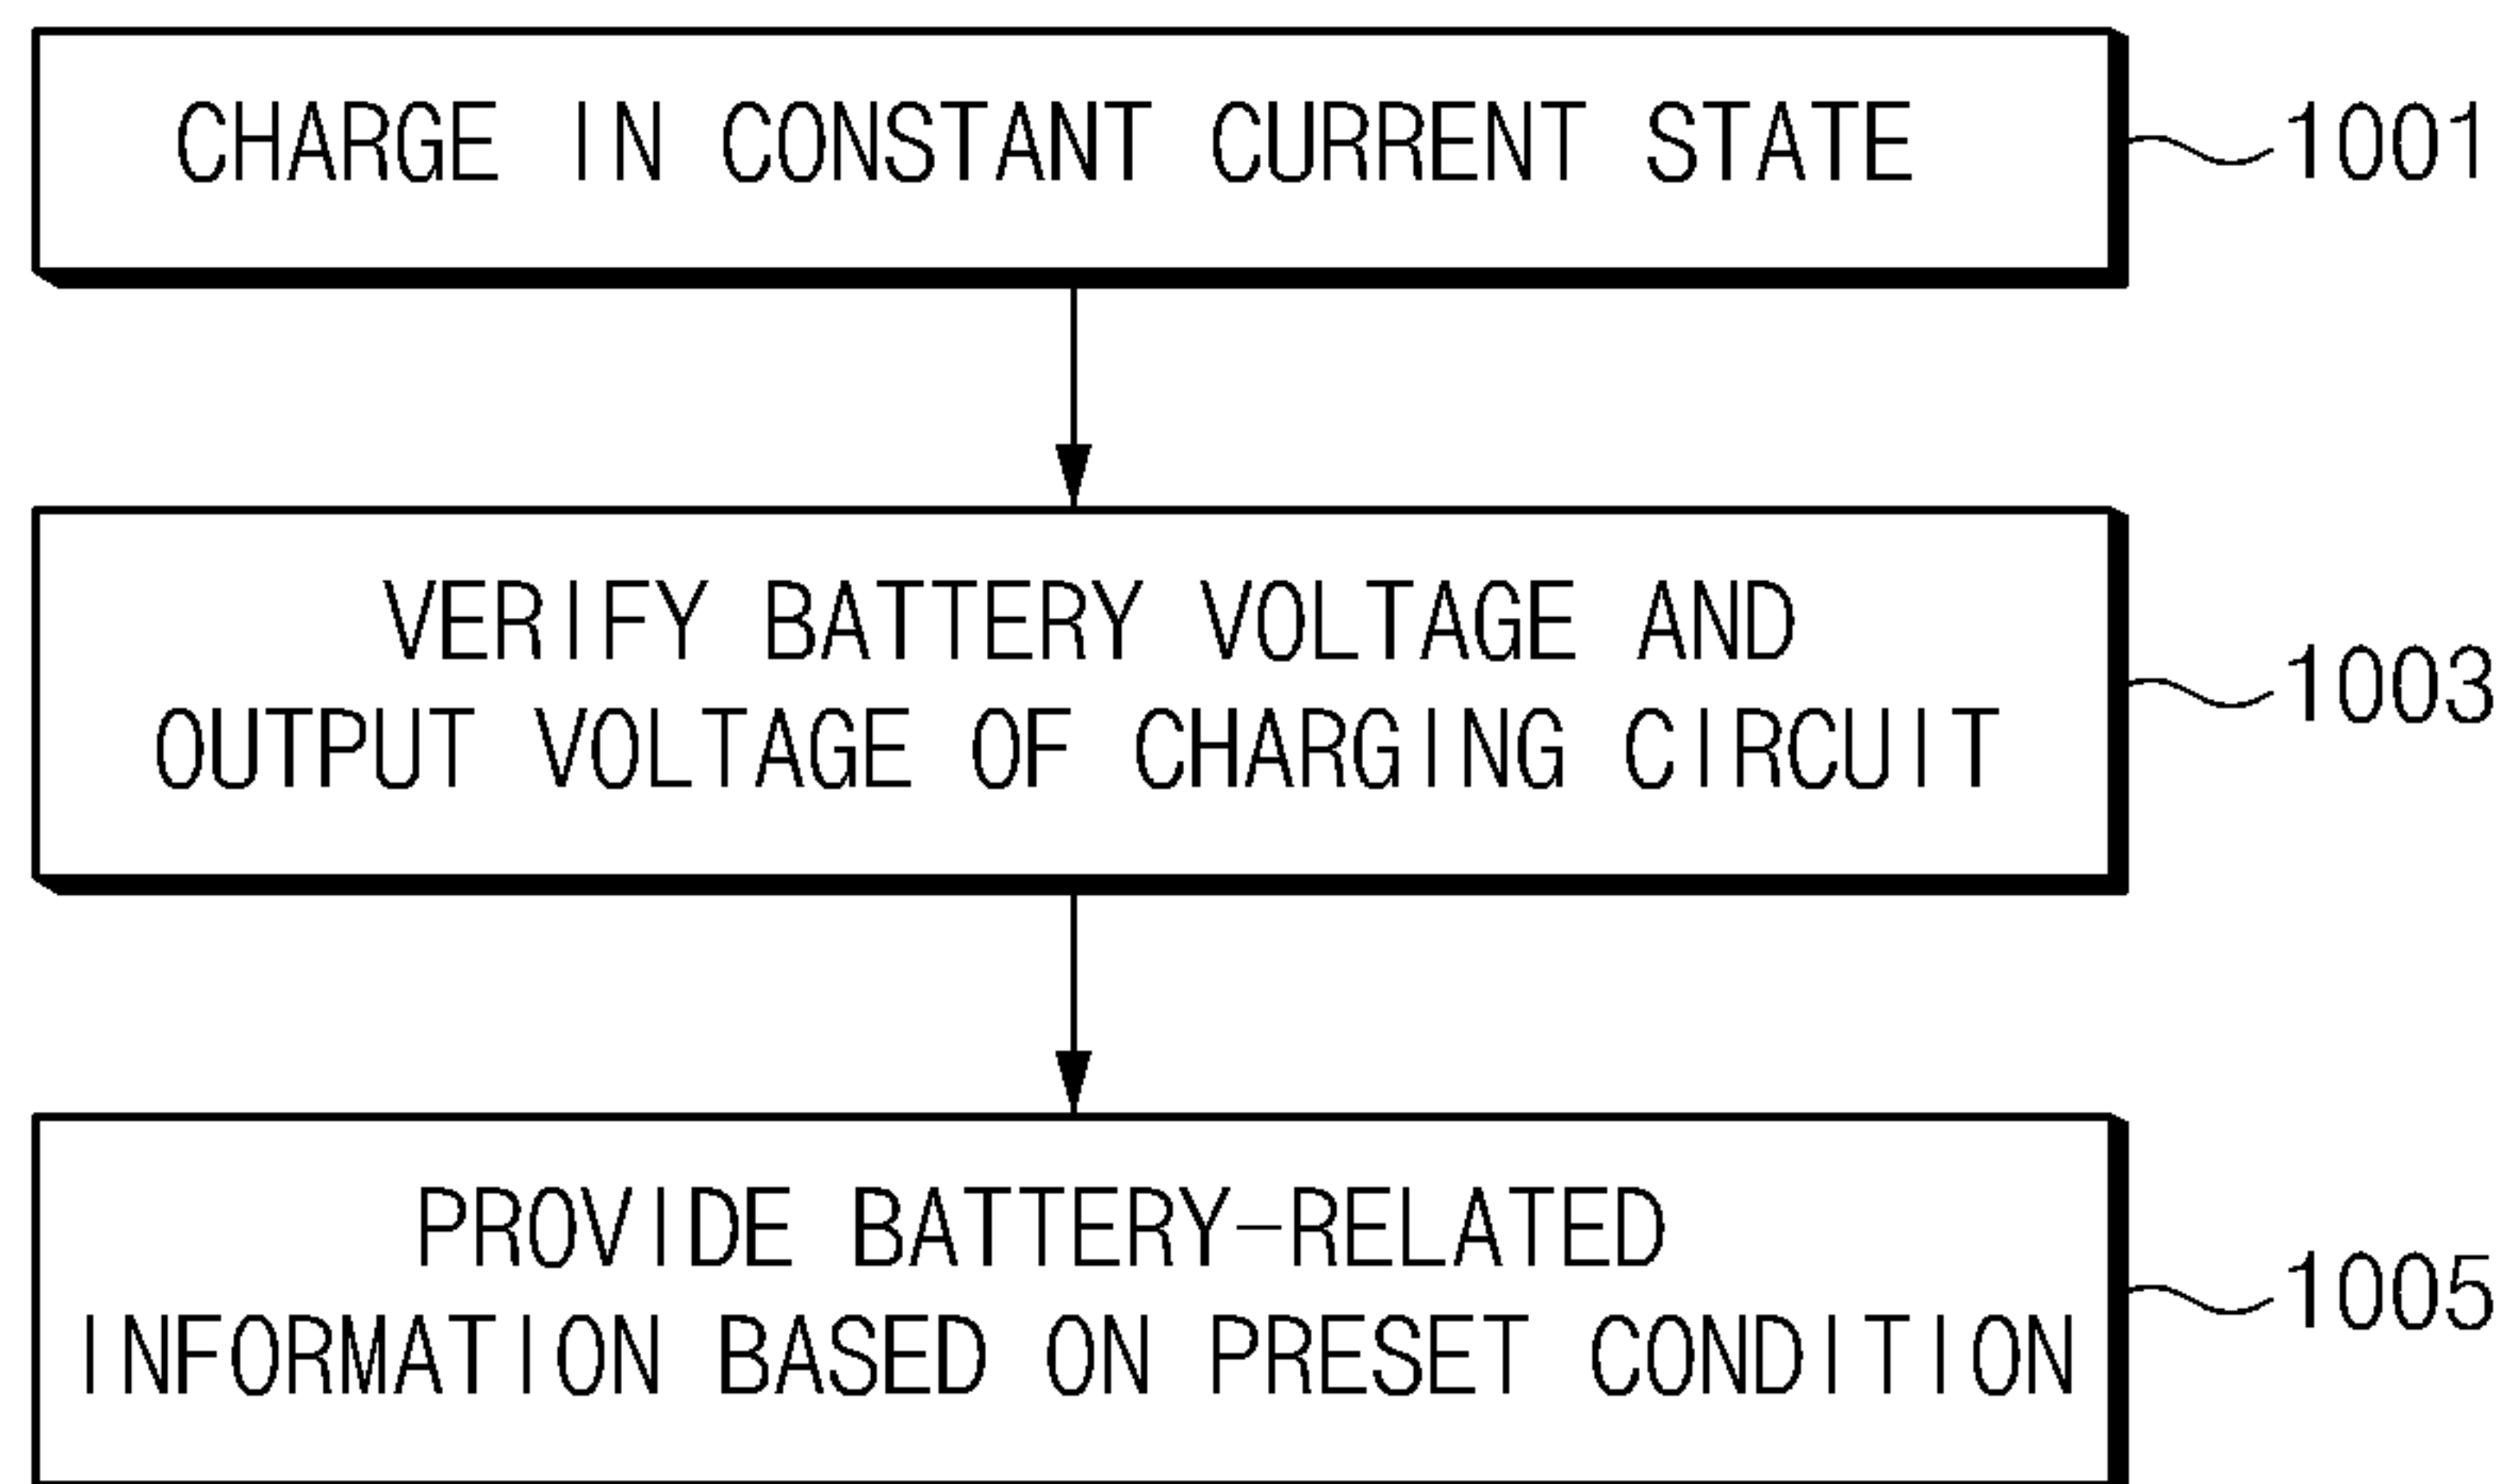 CHARGE IN CONSTANT CURRENT STATE
1001
VERIFY BATTERY VOLTAGE AND
OUTPUT VOLTAGE OF CHARGING CIRCUIT
1003
PROVIDE BATTERY-RELATED
INFORMATION BASED ON PRESET CONDITION
1005